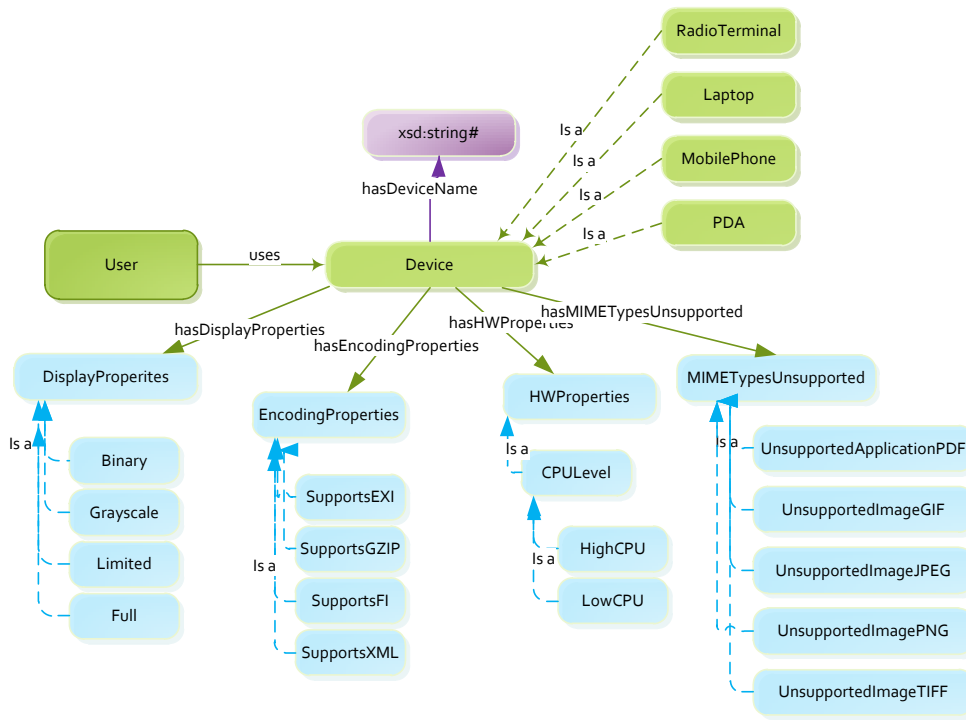 RadioTerminal
Laptop
Is a
xsd:string#
Is a
MobilePhone
hasDeviceName
Is a
PDA
Is a
User
uses
Device
hasMIMETypesUnsupported
hasHWProperties
hasDisplayProperties
hasEncodingProperties
DisplayProperites
MIMETypesUnsupported
HWProperties
EncodingProperties
Is a
Is a
Is a
Binary
CPULevel
UnsupportedApplicationPDF
SupportsEXI
Grayscale
UnsupportedImageGIF
SupportsGZIP
HighCPU
Limited
Is a
Is a
UnsupportedImageJPEG
SupportsFI
LowCPU
Full
UnsupportedImagePNG
SupportsXML
UnsupportedImageTIFF